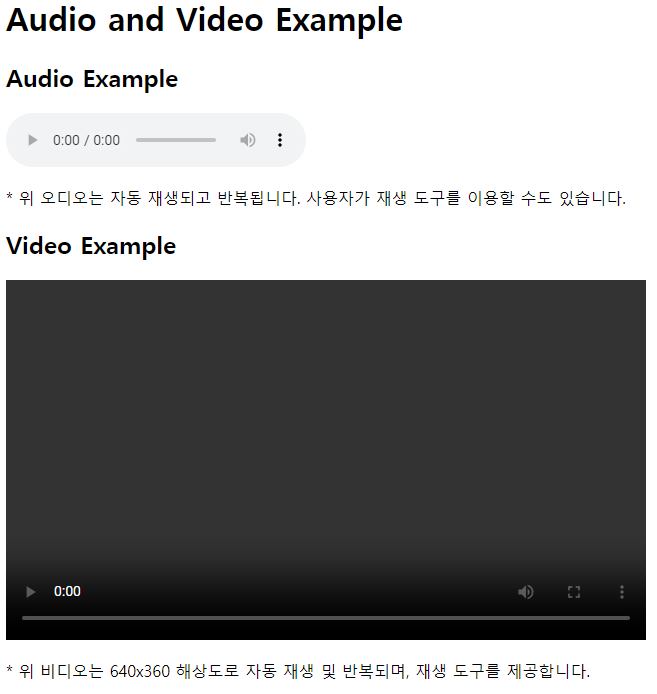 Audio and Video Example
Audio Example
0:00 / 0:00
* 위 오디오는 자동 재생되고 반복됩니다. 사용자가 재생 도구를 이용할 수도 있습니다.
Video Example
0:00
* 위 비디오는 640x360 해상도로 자동 재생 및 반복되며, 재생 도구를 제공합니다.